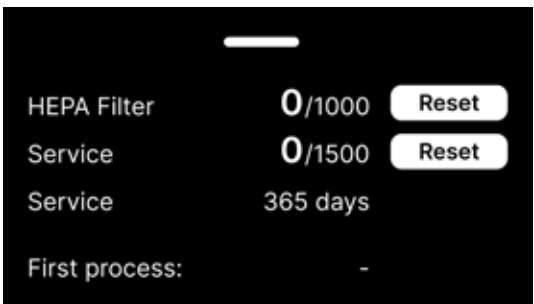 HEPA Filter 0/1000 Reset
Service 0/1500 Reset
Service 365 days
First process: -